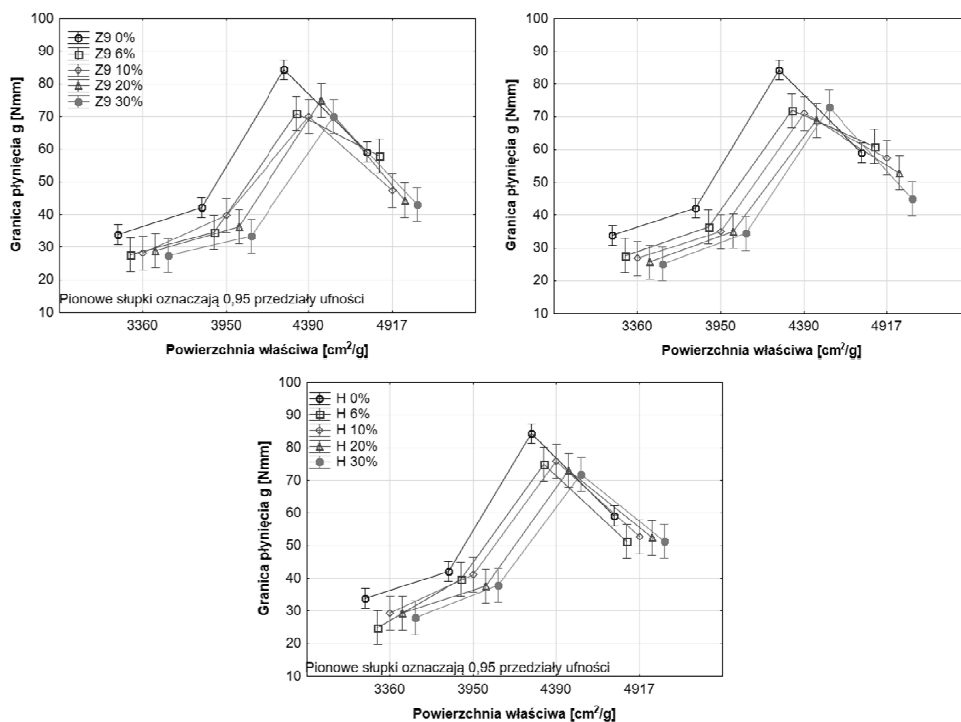 100
90
80
70
60
50
40
30
20
10
Granica płynięcia g [Nmm]
Z9 0%
Z9 6%
Z9 10%
Z9 20%
Z9 30%
Pionowe słupki oznaczają 0,95 przedziały ufności
3360 3950 4390 4917
Powierzchnia właściwa [cm²/g]
100
90
80
70
60
50
40
30
20
10
Granica płynięcia g [Nmm]
3360 3950 4390 4917
Powierzchnia właściwa [cm²/g]
100
90
80
70
60
50
40
30
20
10
Granica płynięcia g [Nmm]
H 0%
H 6%
H 10%
H 20%
H 30%
Pionowe słupki oznaczają 0,95 przedziały ufności
3360 3950 4390 4917
Powierzchnia właściwa [cm²/g]